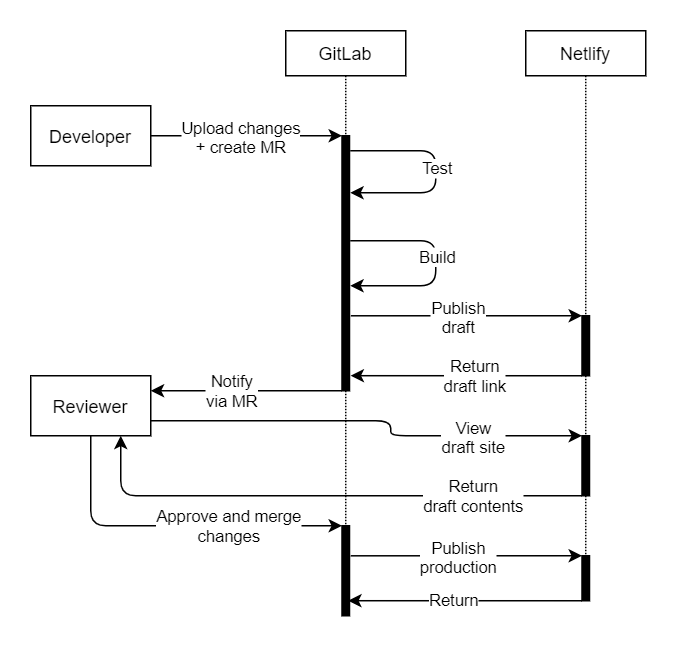 GitLab
Netlify
Developer
Upload changes
+ create MR
Test
Build
Publish
draft
Return
draft link
Notify
via MR
Reviewer
View
draft site
Return
draft contents
Approve and merge
changes
Publish
production
Return